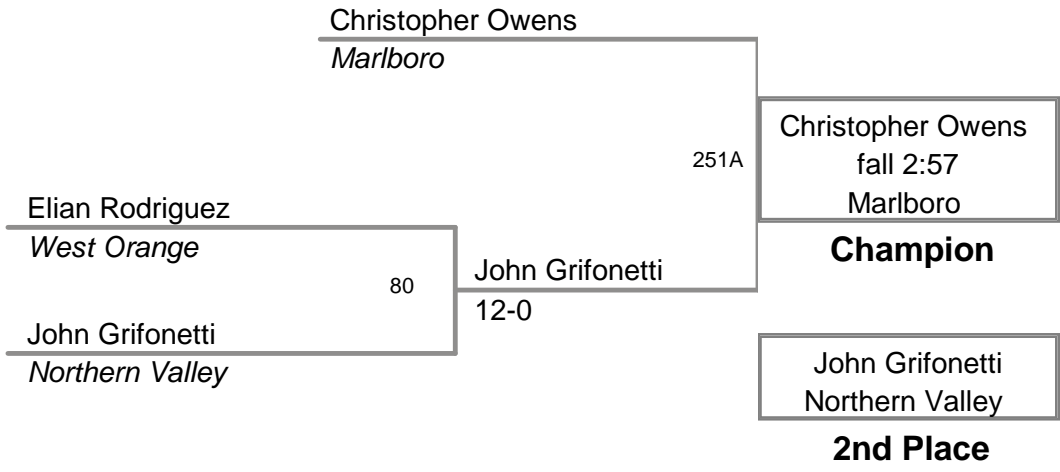 Christopher Owens
Marlboro
251A
Christopher Owens
fall 2:57
Marlboro
Champion
Elian Rodriguez
West Orange
80
John Grifonetti
12-0
John Grifonetti
Northern Valley
John Grifonetti
Northern Valley
2nd Place